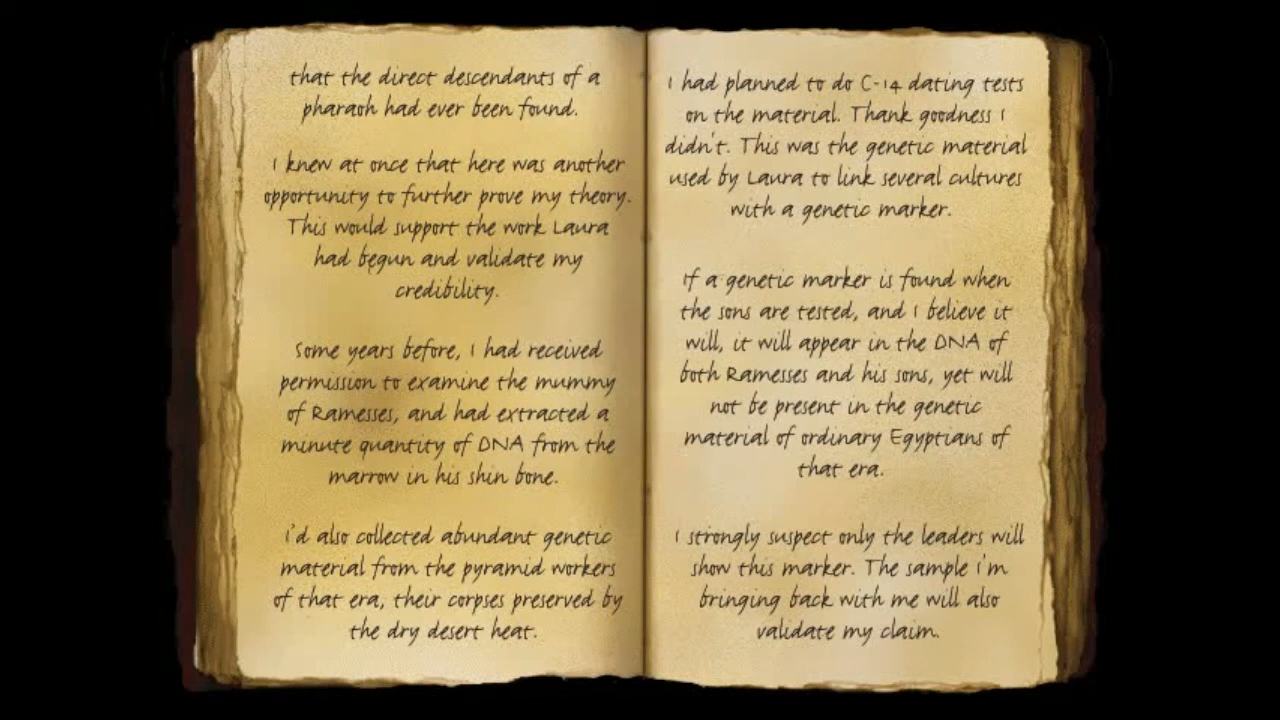 that the direct descendants of a
pharaoh had ever been found.
I knew at once that here was another
opportunity to further prove my theory.
This would support the work Laura
had begun and validate my
credibility.
Some years before, I had received
permission to examine the mummy
of Ramesses, and had extracted a
minute quantity of DNA from the
marrow in his shin bone.
I'd also collected abundant genetic
material from the pyramid workers
of that era, their corpses preserved by
the dry desert heat.
I had planned to do C-14 dating tests
on the material. Thank goodness I
didn't. This was the genetic material
used by Laura to link several cultures
with a genetic marker.
If a genetic marker is found when
the sons are tested, and I believe it
will, it will appear in the DNA of
both Ramesses and his sons, yet will
not be present in the genetic
material of ordinary Egyptians of
that era.
I strongly suspect only the leaders will
show this marker. The sample I'm
bringing back with me will also
validate my claim.